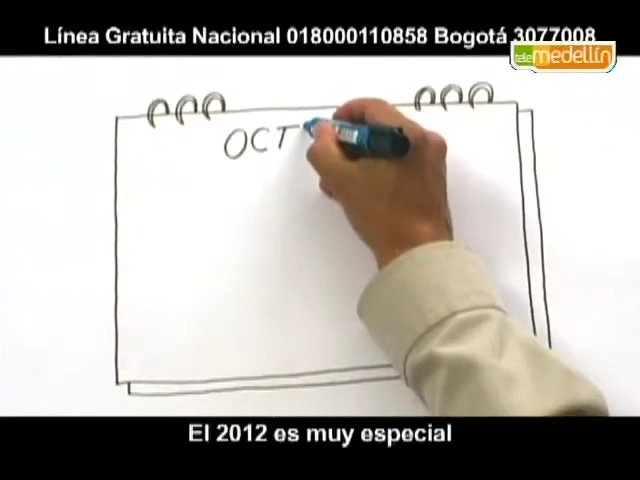 Línea Gratuita Nacional 018000110858 Bogotá 3077008
telemedellín
OCT
El 2012 es muy especial